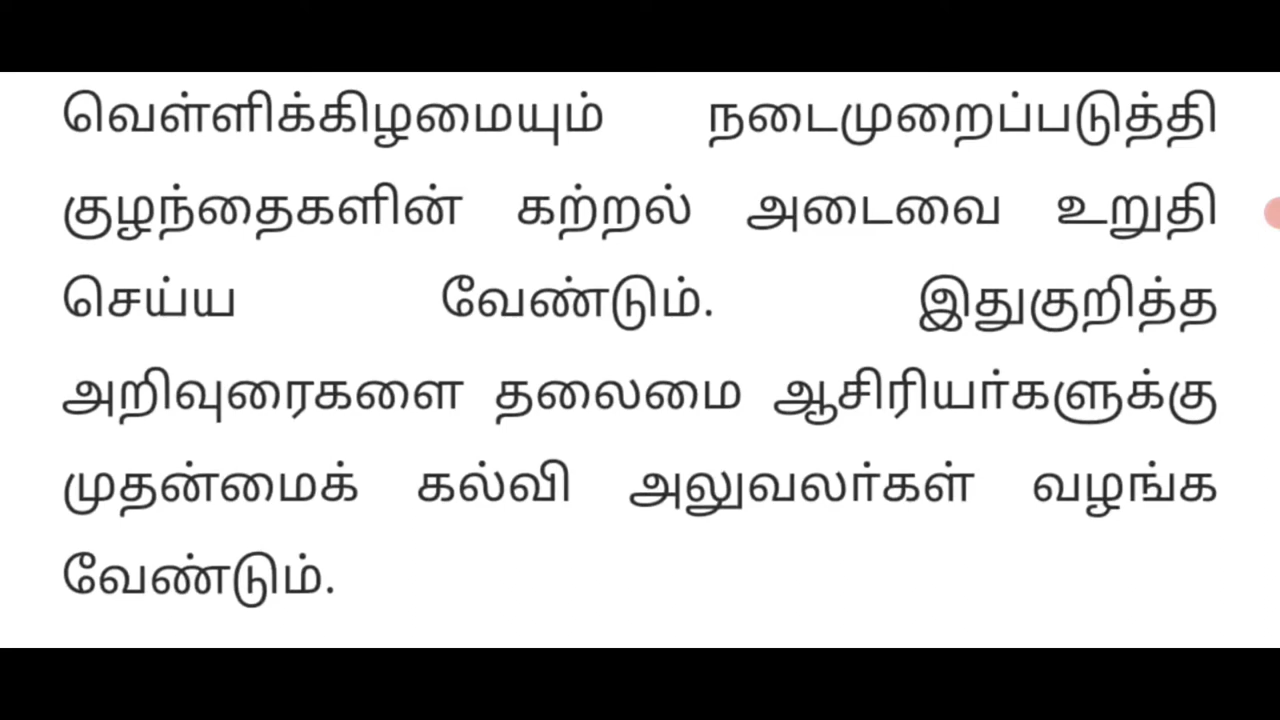 வெள்ளிக்கிழமையும் நடைமுறைப்படுத்தி
குழந்தைகளின் கற்றல் அடைவை உறுதி
செய்ய வேண்டும். இதுகுறித்த
அறிவுரைகளை தலைமை ஆசிரியர்களுக்கு
முதன்மைக் கல்வி அலுவலர்கள் வழங்க
வேண்டும்.